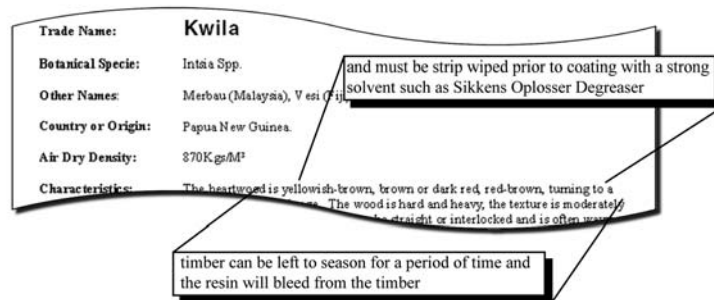 Trade Name: Kwila
Botanical Specie: Intsia Spp.
and must be strip wiped prior to coating with a strong
solvent such as Sikkens Oplosser Degreaser
Other Names: Merbau (Malaysia), Vesi (Fij
Country or Origin: Papua New Guinea.
Air Dry Density: 870Kgs/M³
Characteristics: The heartwood is yellowish-brown, brown or dark red, red-brown, turning to a
The wood is hard and heavy, the texture is moderately
straight or interlocked and is often
timber can be left to season for a period of time and
the resin will bleed from the timber